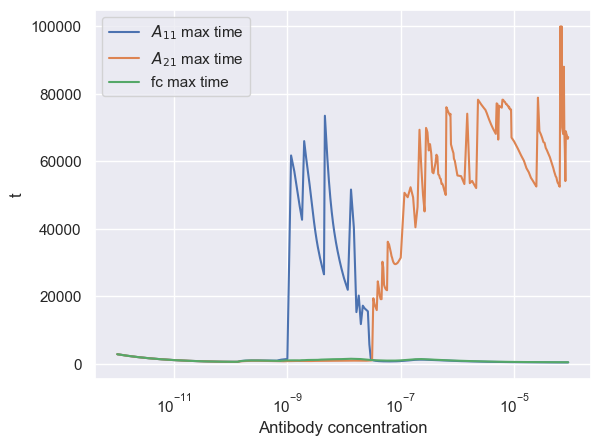 A₁₁ max time
A₂₁ max time
fc max time
100000
80000
60000
40000
20000
0
t
10⁻¹¹ 10⁻⁹ 10⁻⁷ 10⁻⁵
Antibody concentration